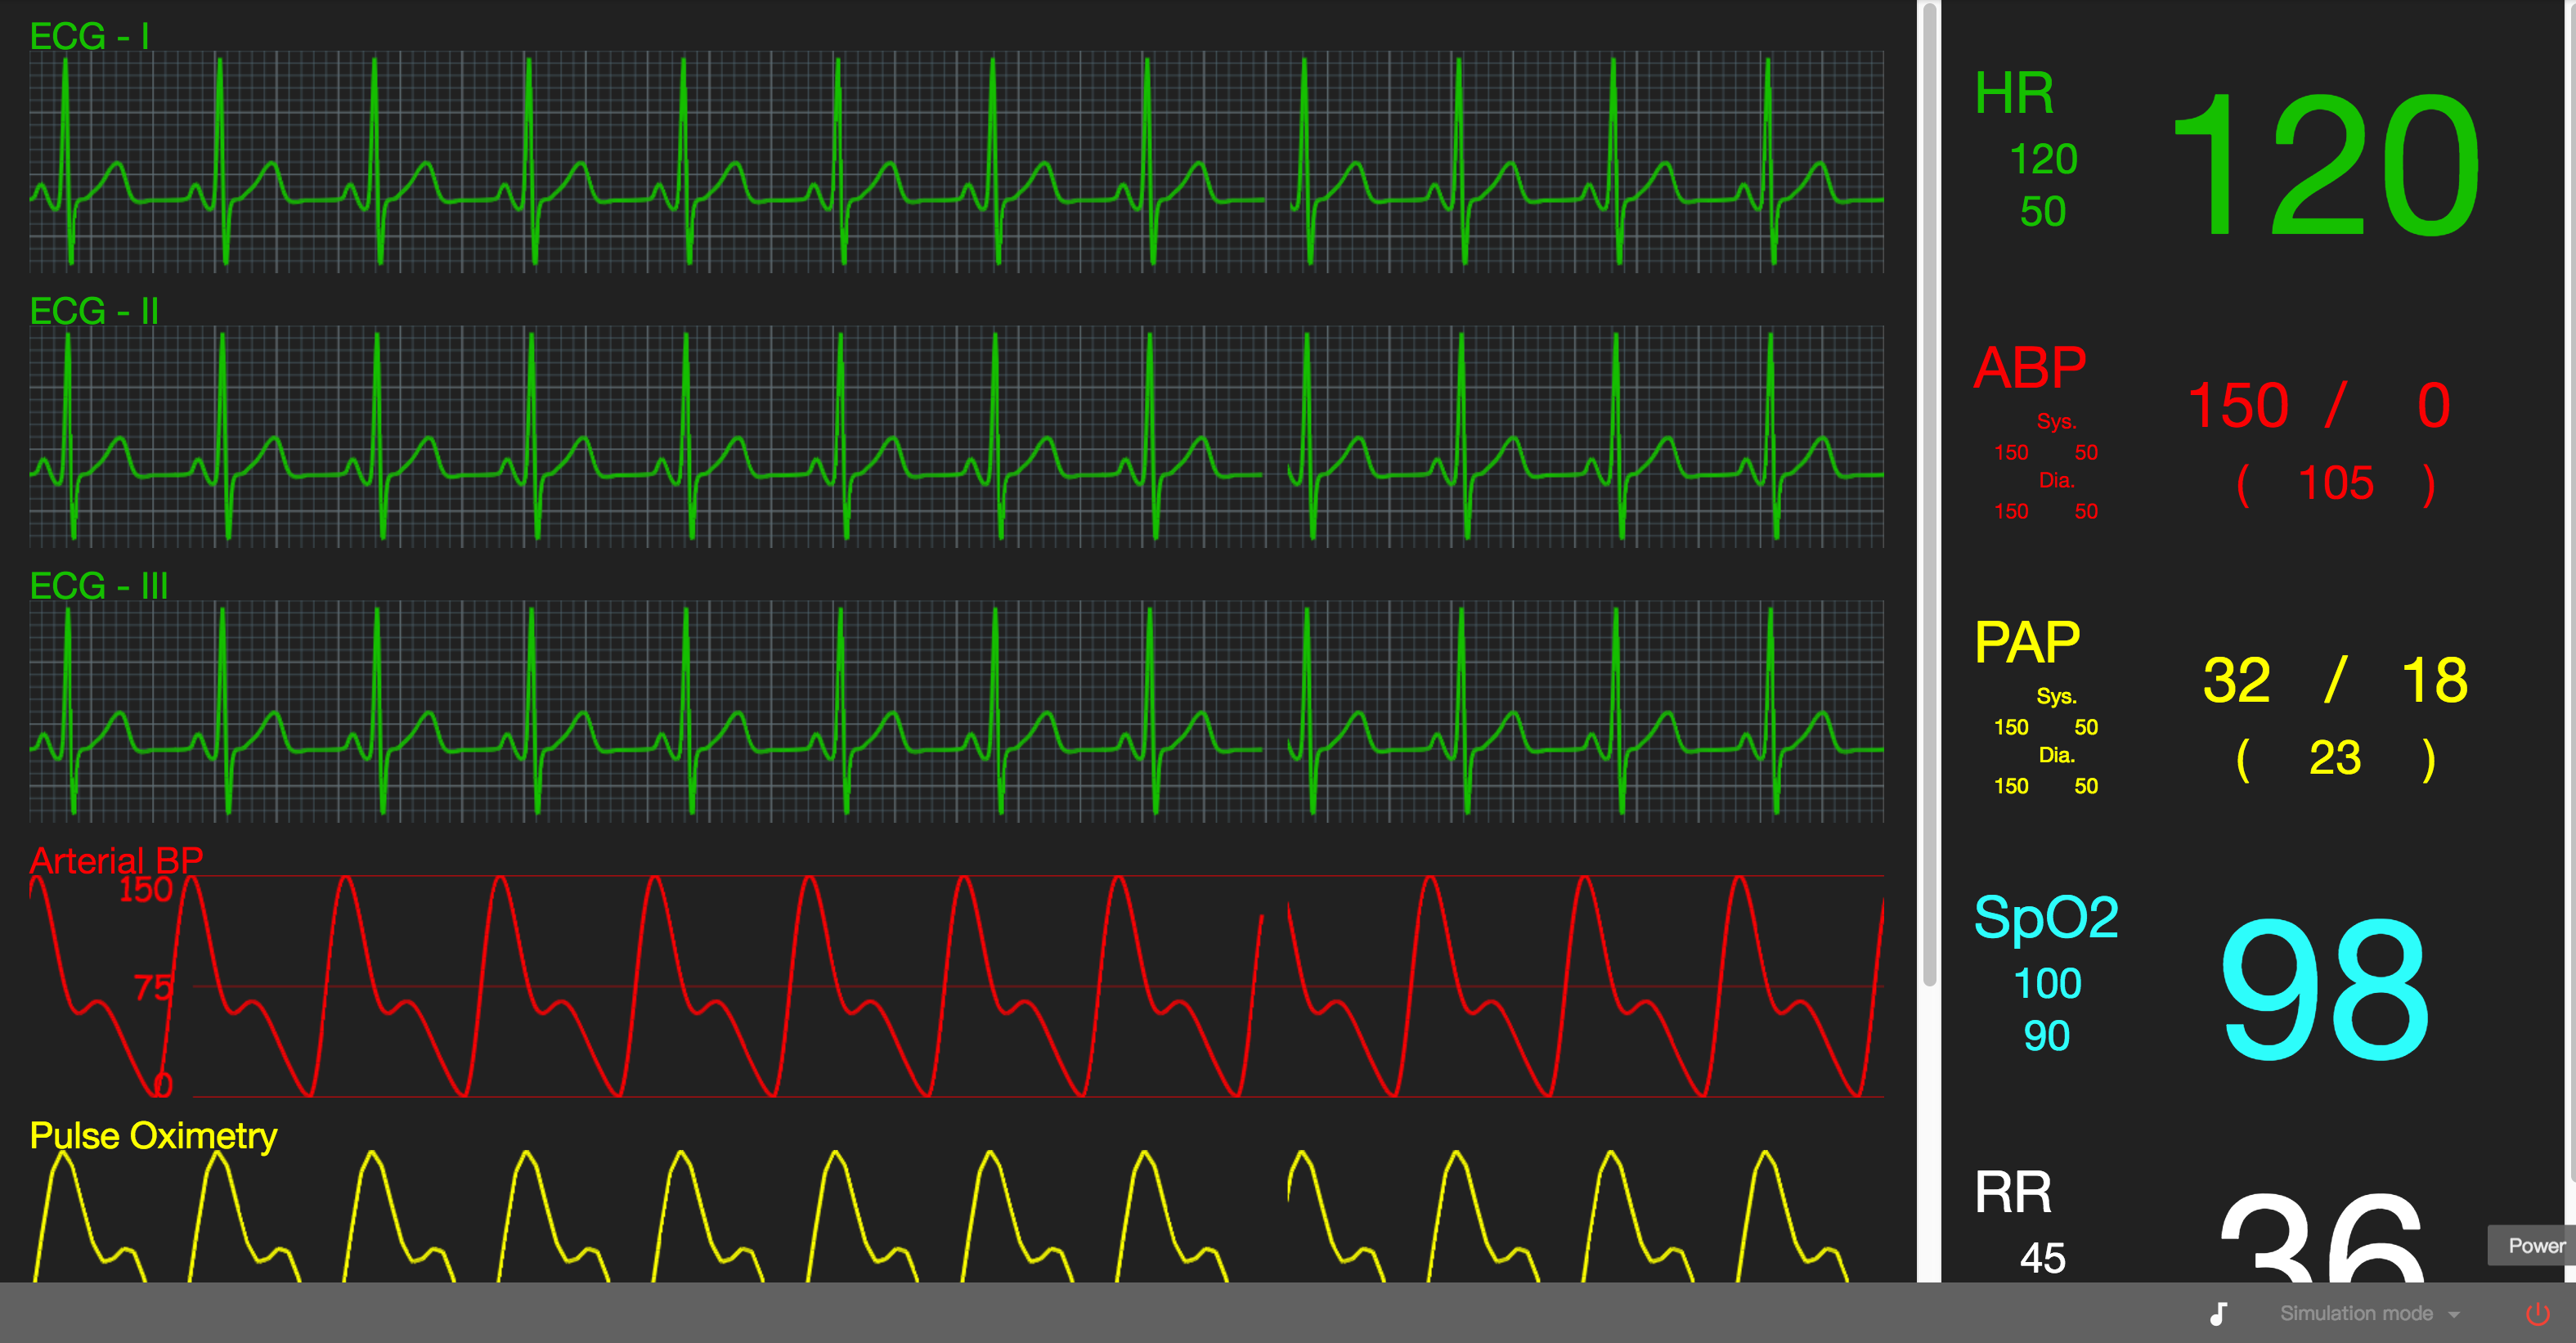 ECG - I
ECG - II
ECG - III
Arterial BP
150
75
0
Pulse Oximetry
HR
120
50
120
ABP
Sys.
150 50
Dia.
150 50
150 / 0
( 105 )
PAP
Sys.
150 50
Dia.
150 50
32 / 18
( 23 )
SpO2
100
90
98
RR
45
36
Power
Simulation mode